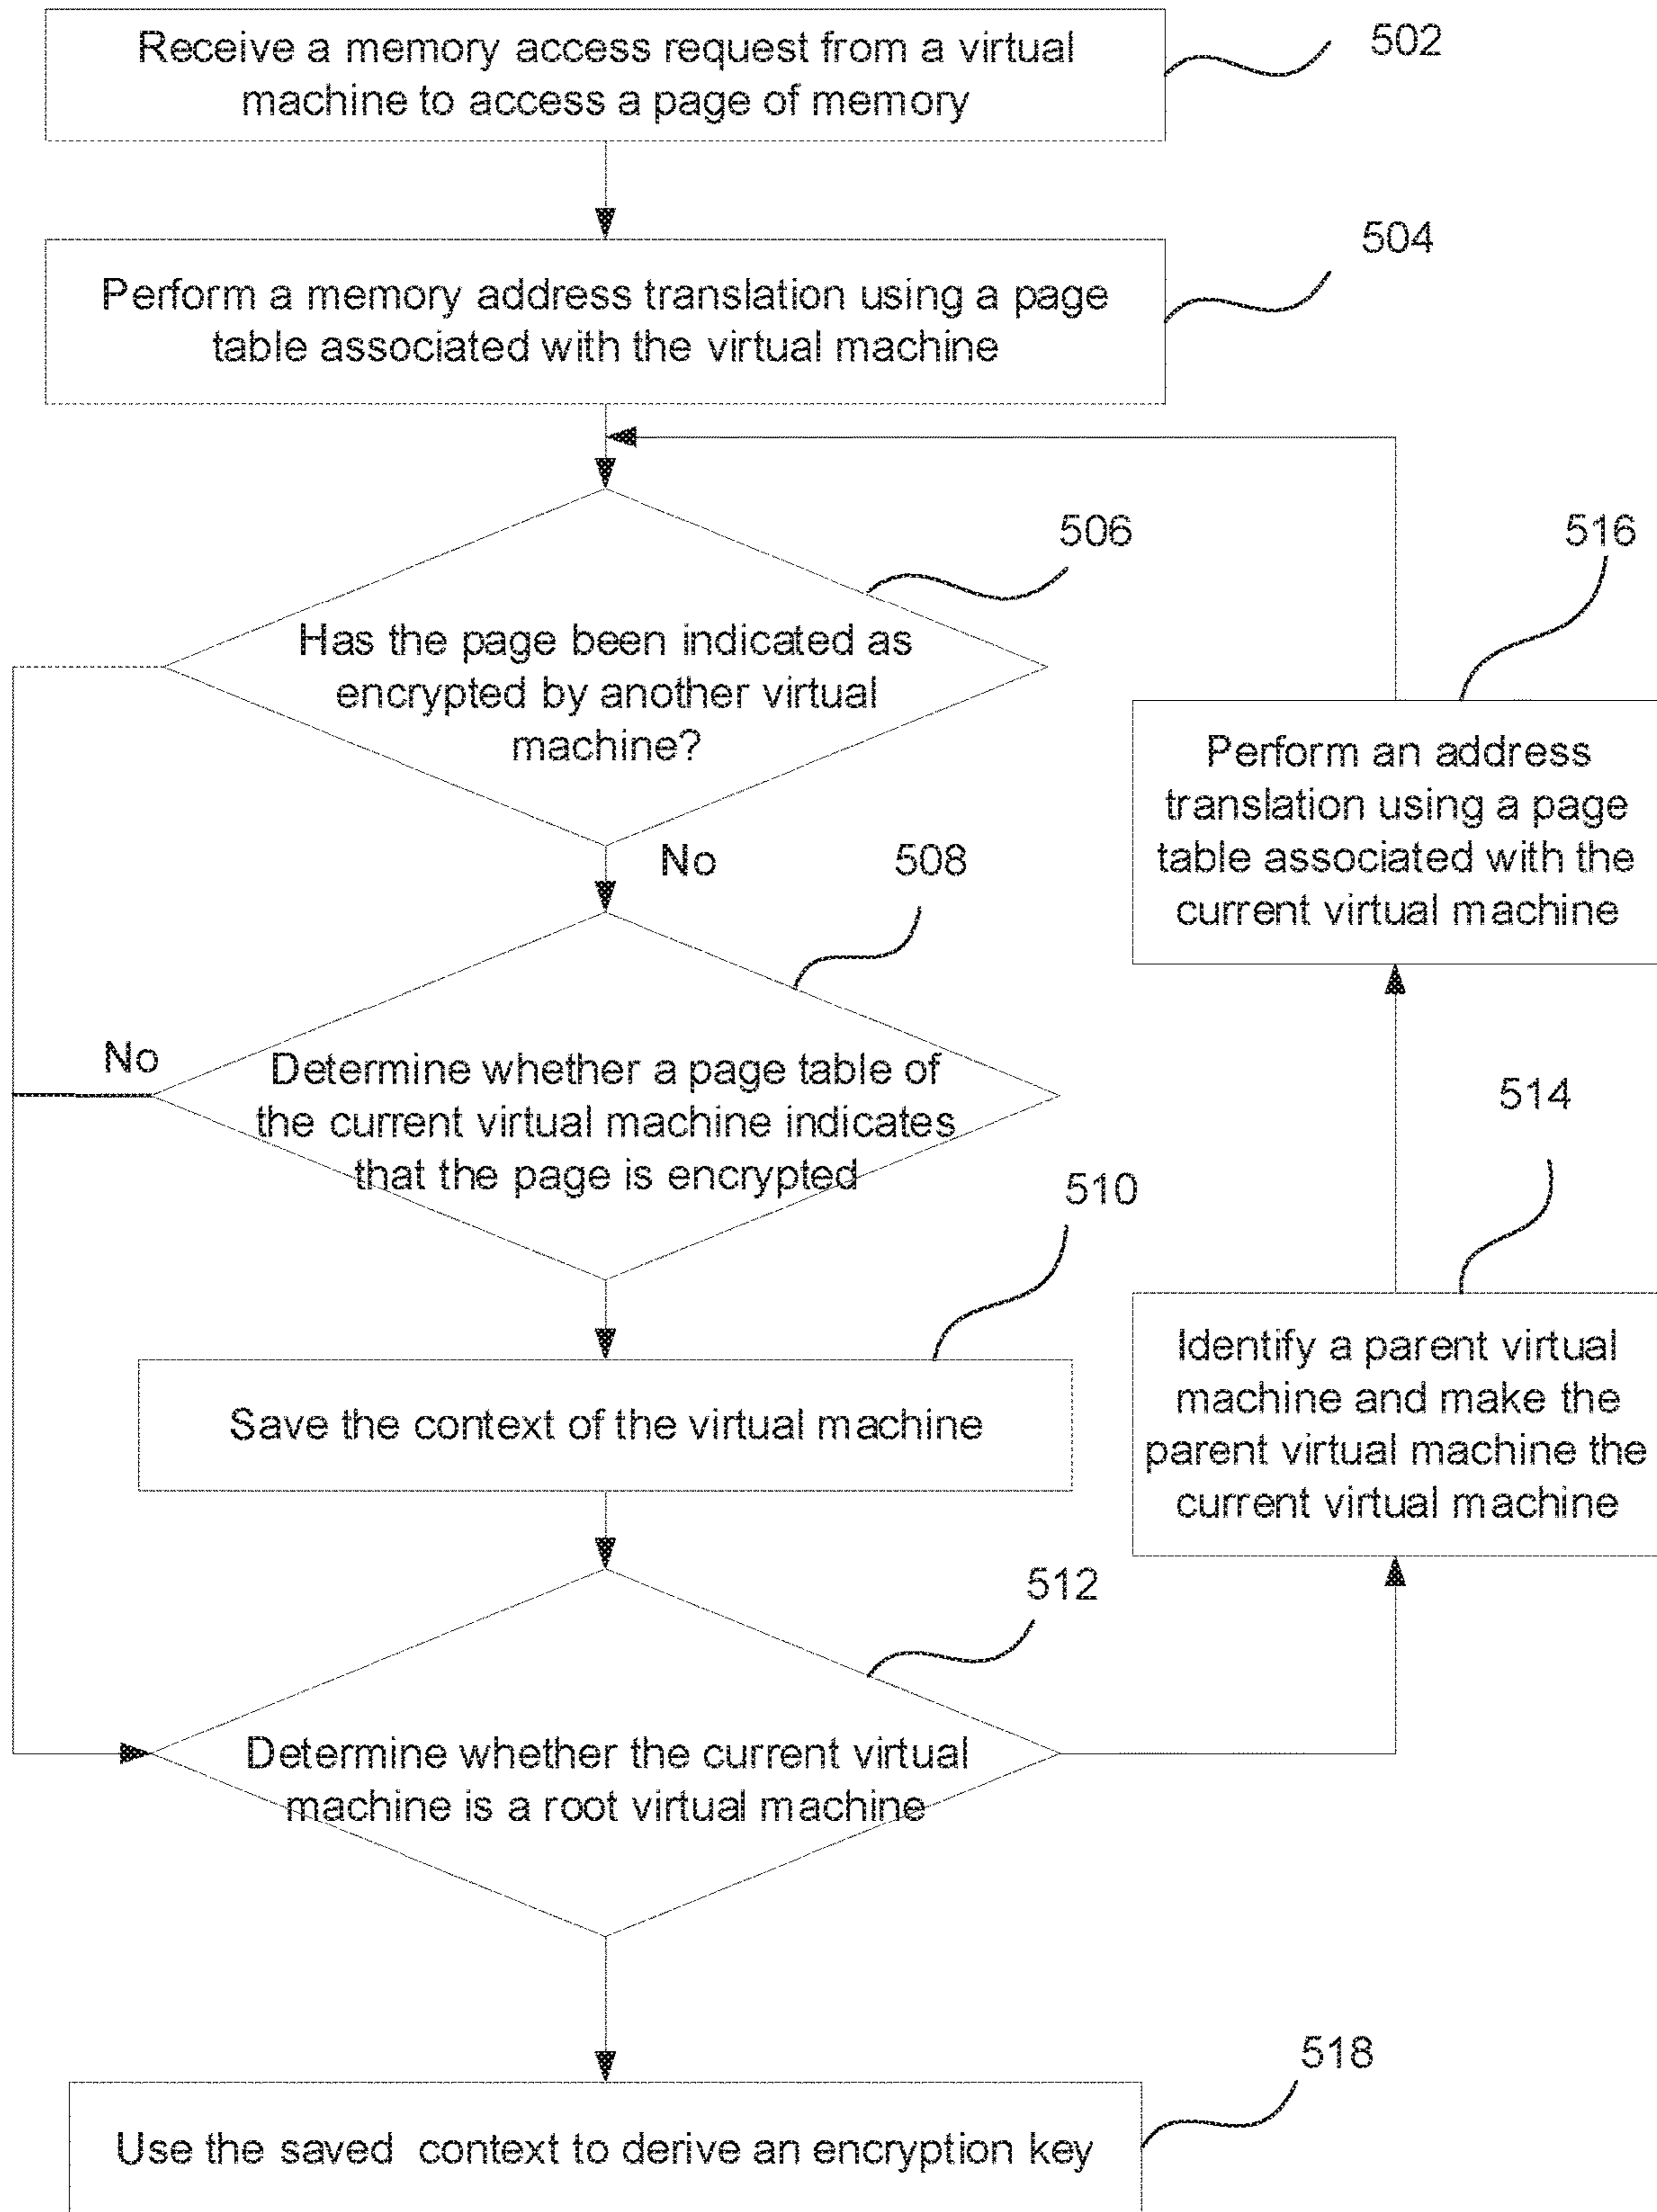 Receive a memory access request from a virtual
machine to access a page of memory
502
504
Perform a memory address translation using a page
table associated with the virtual machine
506
516
Has the page been indicated as
encrypted by another virtual
machine?
Perform an address
translation using a page
table associated with the
current virtual machine
No
508
No
Determine whether a page table of
the current virtual machine indicates
that the page is encrypted
514
510
Save the context of the virtual machine
Identify a parent virtual
machine and make the
parent virtual machine the
current virtual machine
512
Determine whether the current virtual
machine is a root virtual machine
518
Use the saved context to derive an encryption key